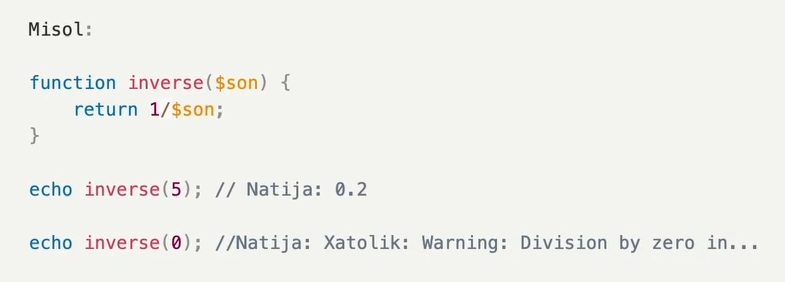 Misol:
function inverse($son) {
    return 1/$son;
}
echo inverse(5); // Natija: 0.2
echo inverse(0); //Natija: Xatolik: Warning: Division by zero in...